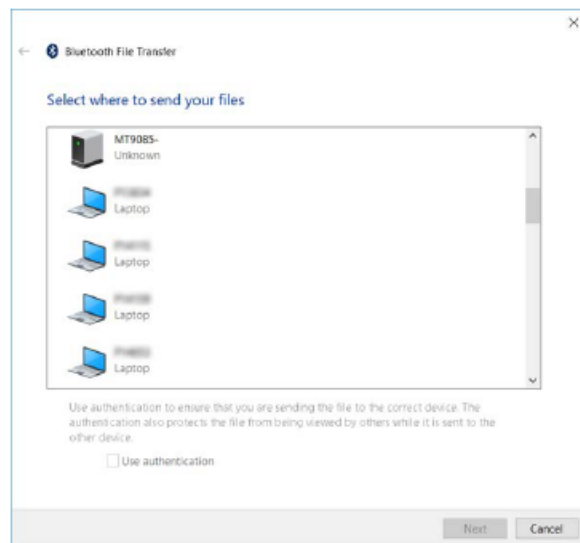 Bluetooth File Transfer
Select where to send your files
MT9085-
Unknown
Laptop
Laptop
Laptop
Laptop
Use authentication to ensure that you are sending the file to the correct device. The
authentication also protects the file from being viewed by others while it is sent to the
other device.
Use authentication
Next
Cancel